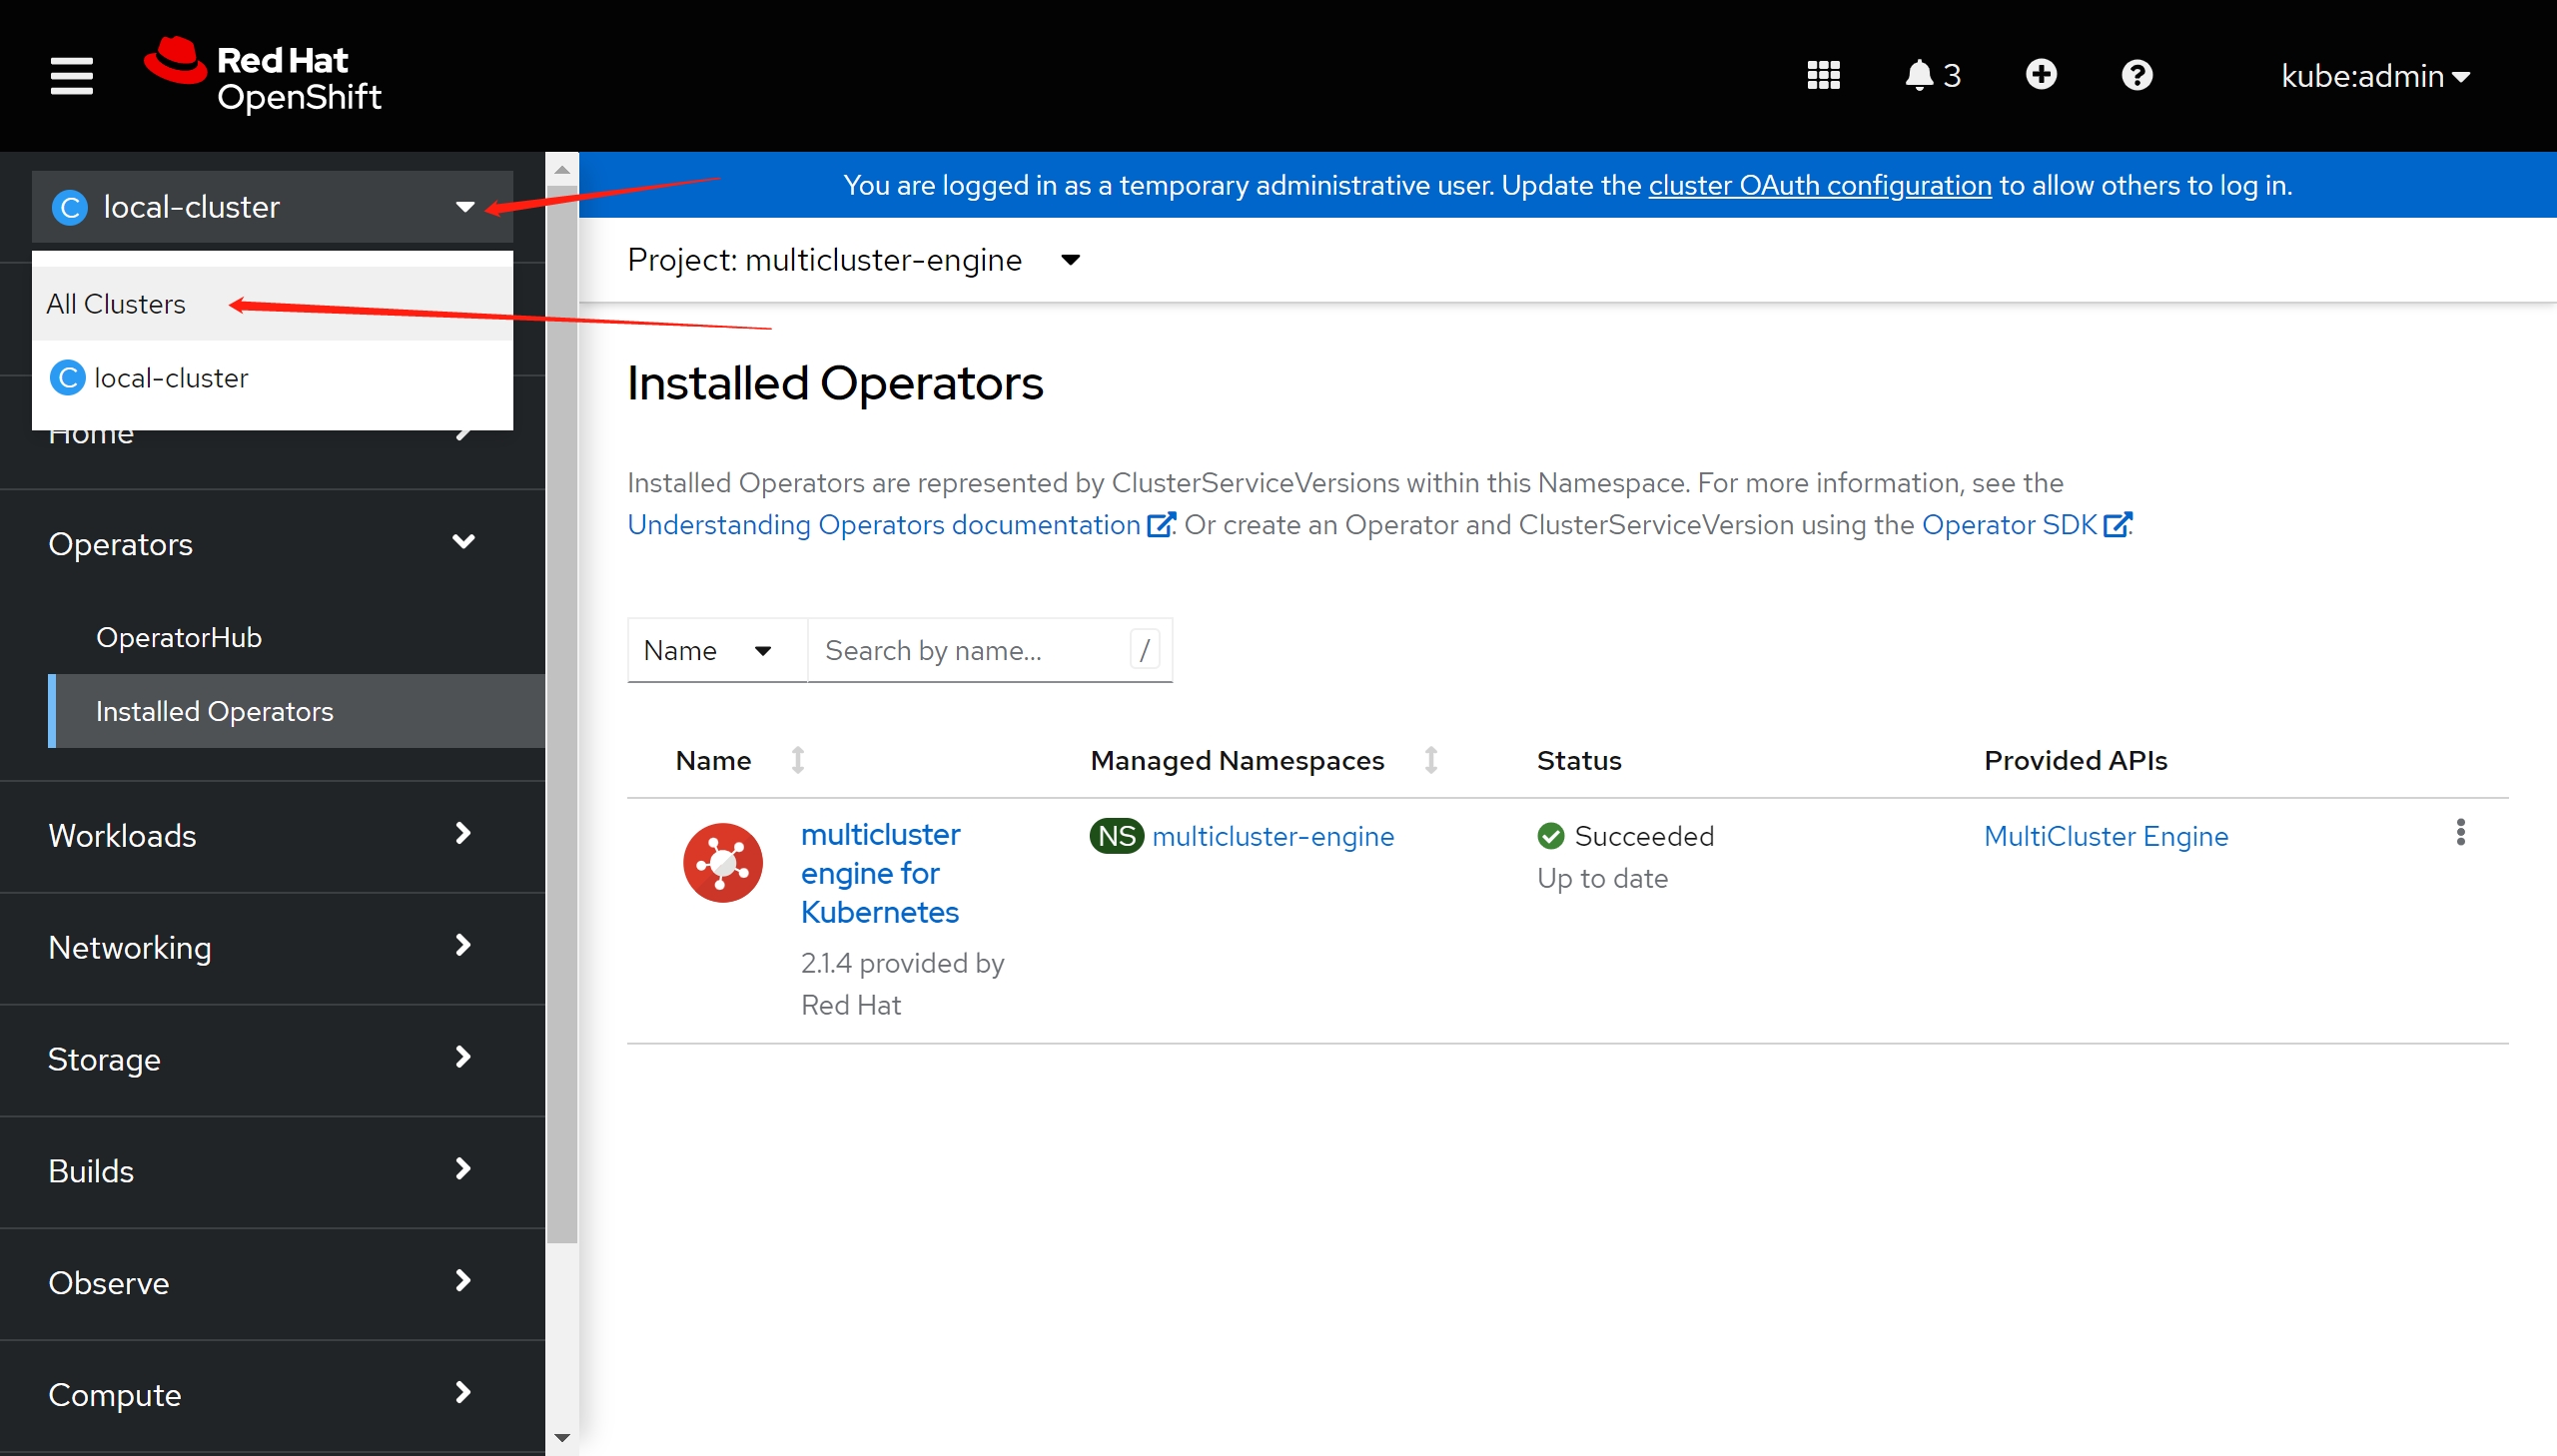 Red Hat
OpenShift
3
kube:admin
C local-cluster
All Clusters
C local-cluster
Home
Operators
OperatorHub
Installed Operators
Workloads
Networking
Storage
Builds
Observe
Compute
You are logged in as a temporary administrative user. Update the cluster OAuth configuration to allow others to log in.
Project: multicluster-engine
Installed Operators
Installed Operators are represented by ClusterServiceVersions within this Namespace. For more information, see the
Understanding Operators documentation. Or create an Operator and ClusterServiceVersion using the Operator SDK.
Name Search by name... /
Name Managed Namespaces Status Provided APIs
multicluster
engine for
Kubernetes
2.1.4 provided by
Red Hat
NS multicluster-engine
Succeeded
Up to date
MultiCluster Engine